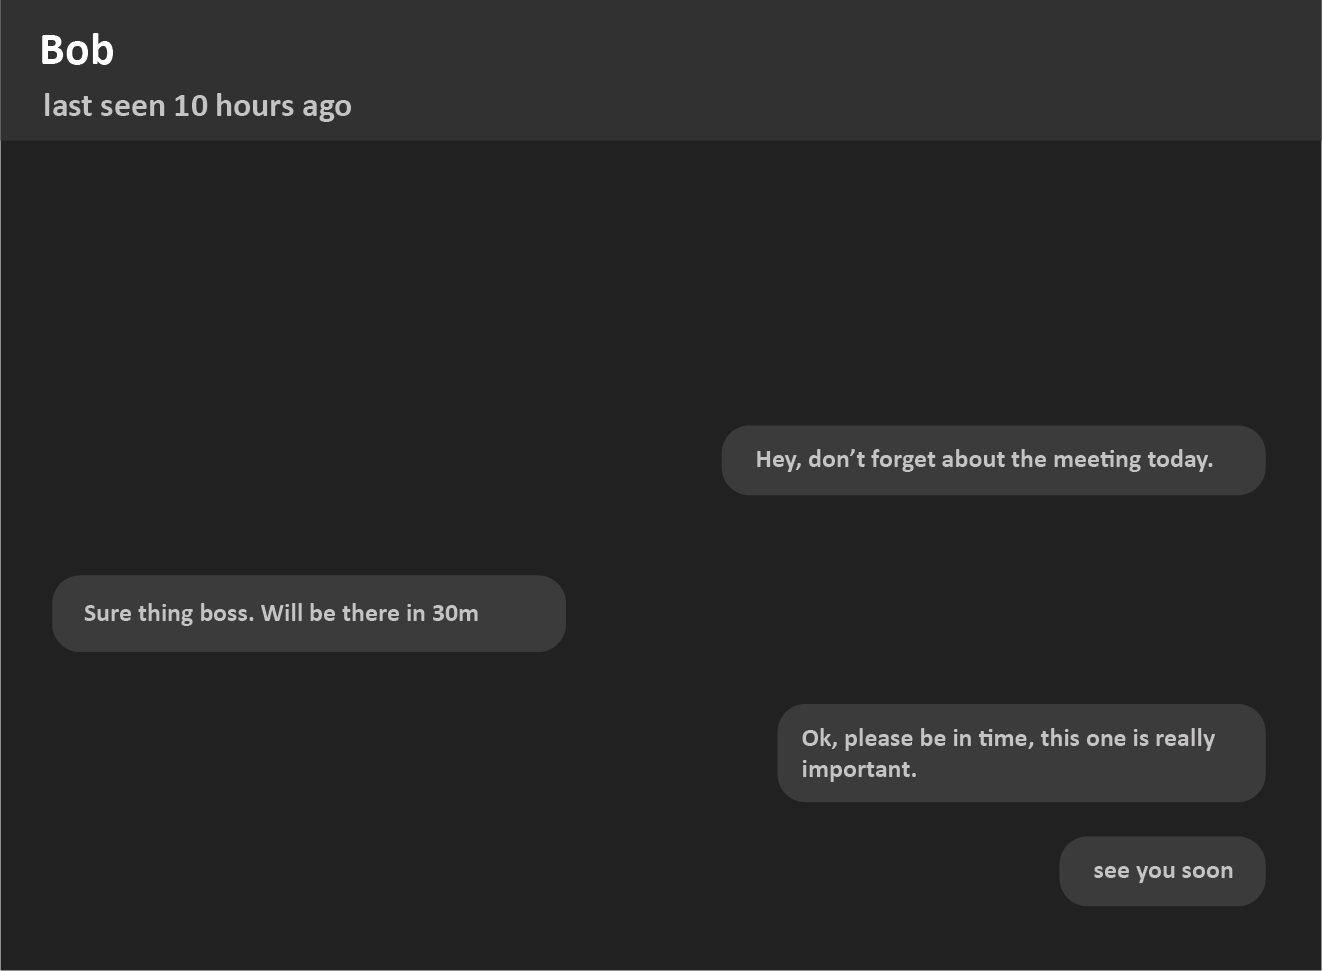 Bob
last seen 10 hours ago
Hey, don’t forget about the meeting today.
Sure thing boss. Will be there in 30m
Ok, please be in time, this one is really
important.
see you soon